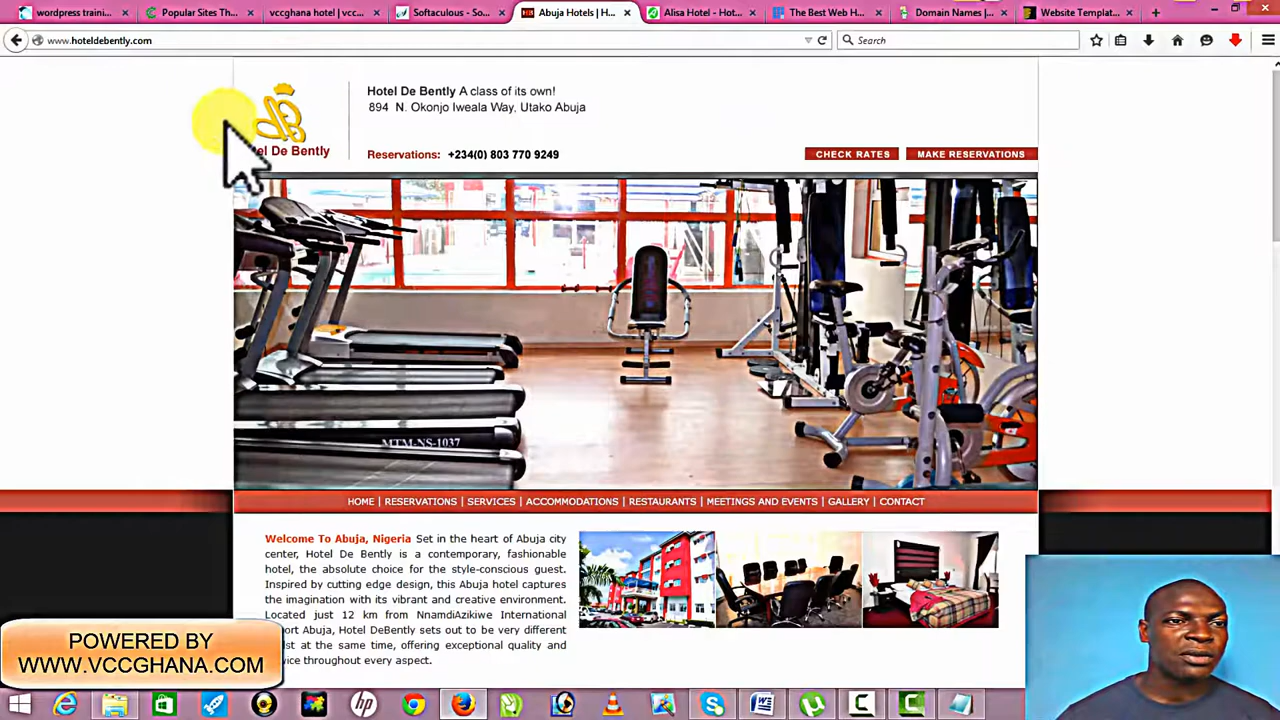 wordpress traini...
Popular Sites Th...
vccghana hotel | vcc...
Softaculous - So...
Abuja Hotels | H...
Alisa Hotel - Hot...
The Best Web H...
Domain Names |...
Website Templat...
www.hoteldebently.com
Search
Hotel De Bently A class of its own!
894 N. Okonjo Iweala Way, Utako Abuja
el De Bently
Reservations: +234(0) 803 770 9249
CHECK RATES
MAKE RESERVATIONS
MTM-NS-1037
HOME | RESERVATIONS | SERVICES | ACCOMMODATIONS | RESTAURANTS | MEETINGS AND EVENTS | GALLERY | CONTACT
Welcome To Abuja, Nigeria Set in the heart of Abuja city
center, Hotel De Bently is a contemporary, fashionable
hotel, the absolute choice for the style-conscious guest.
Inspired by cutting edge design, this Abuja hotel captures
the imagination with its vibrant and creative environment.
Located just 12 km from NnamdiAzikiwe International
ort Abuja, Hotel DeBently sets out to be very different
st at the same time, offering exceptional quality and
vice throughout every aspect.
POWERED BY
WWW.VCCGHANA.COM